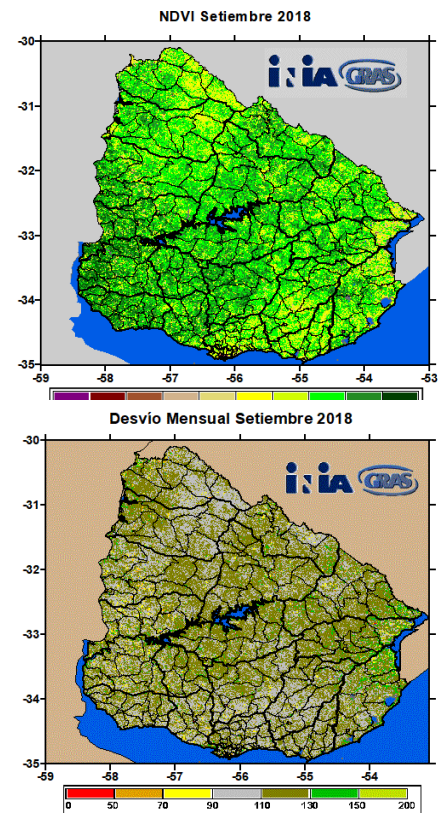 NDVI Setiembre 2018
-30
iNiA GRAS
-31
-32
-33
-34
-35
-59 -58 -57 -56 -55 -54 -53
Desvío Mensual Setiembre 2018
-30
iNiA GRAS
-31
-32
-33
-34
-35
-59 -58 -57 -56 -55 -54
0 50 70 90 110 130 150 200